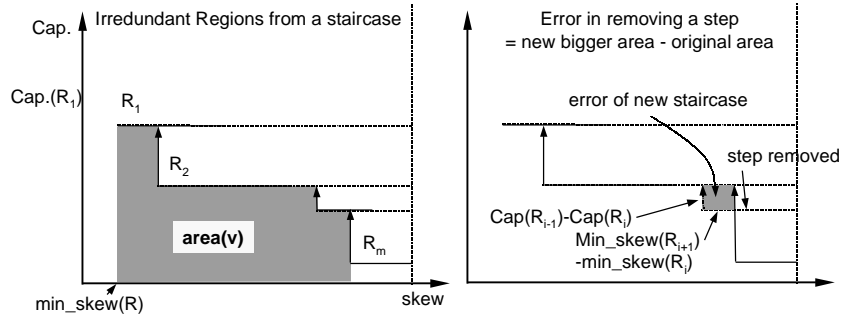 Irredundant Regions from a staircase
Cap.
Cap.(R1)
R1
R2
area(v)
Rm
min_skew(R)
skew
Error in removing a step
= new bigger area - original area
error of new staircase
step removed
Cap(Ri-1)-Cap(Ri)
Min_skew(Ri+1)
-min_skew(Ri)